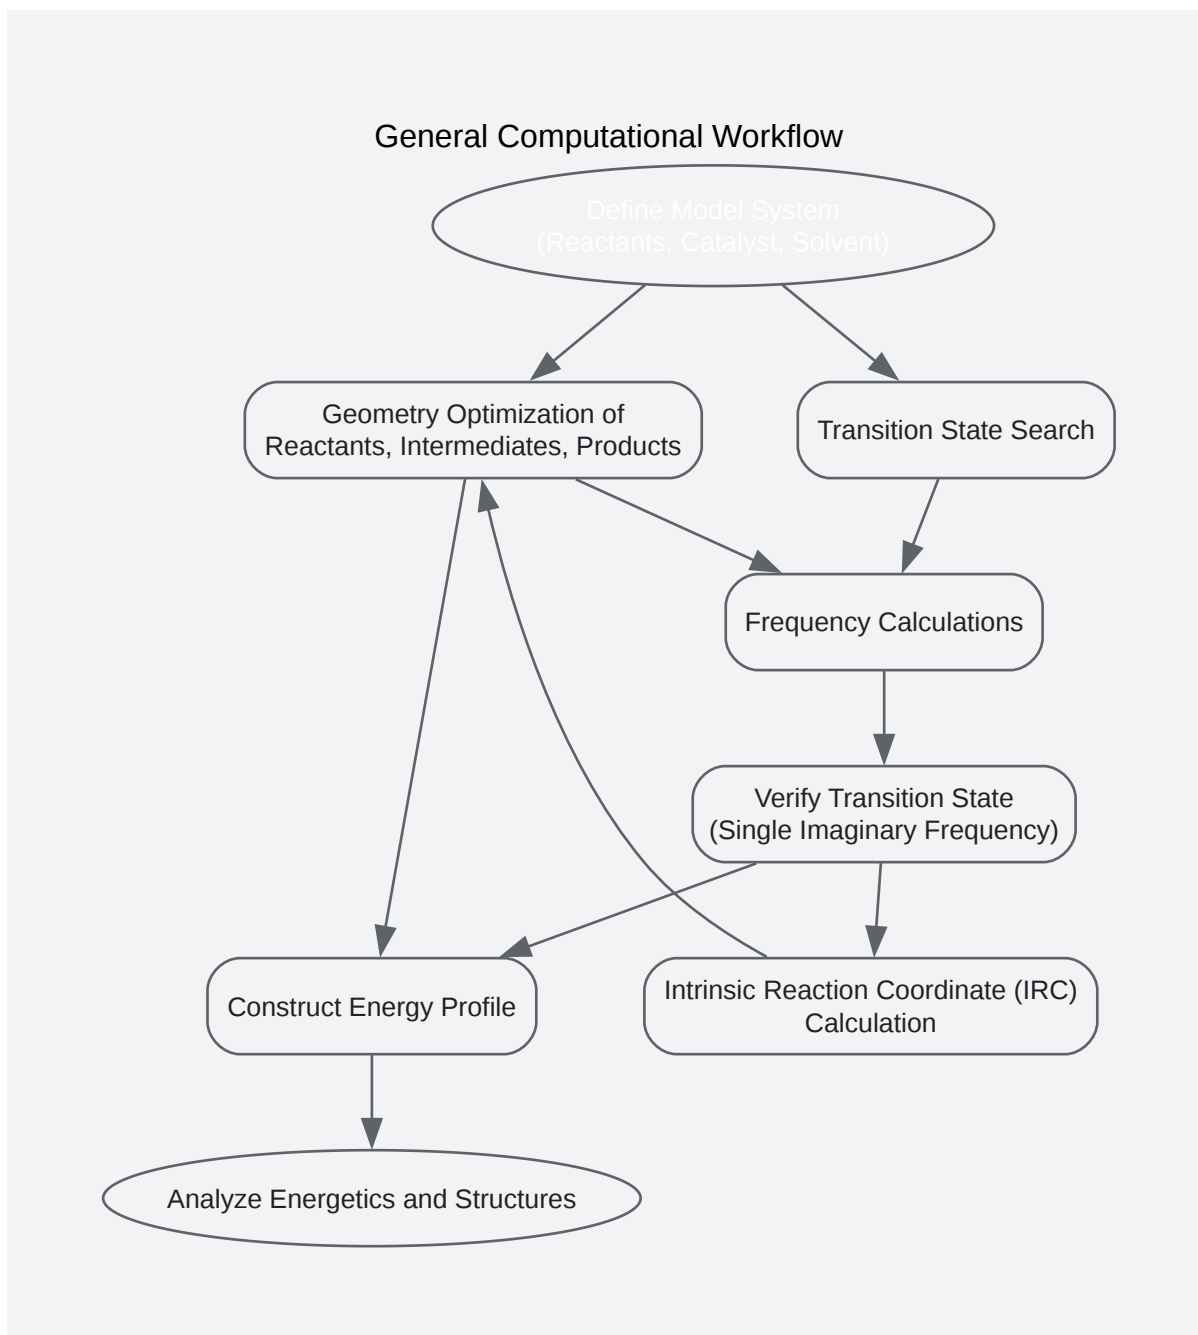 General Computational Workflow
Define Model System
(Reactants, Catalyst, Solvent)
Geometry Optimization of
Reactants, Intermediates, Products
Transition State Search
Frequency Calculations
Verify Transition State
(Single Imaginary Frequency)
Construct Energy Profile
Intrinsic Reaction Coordinate (IRC)
Calculation
Analyze Energetics and Structures